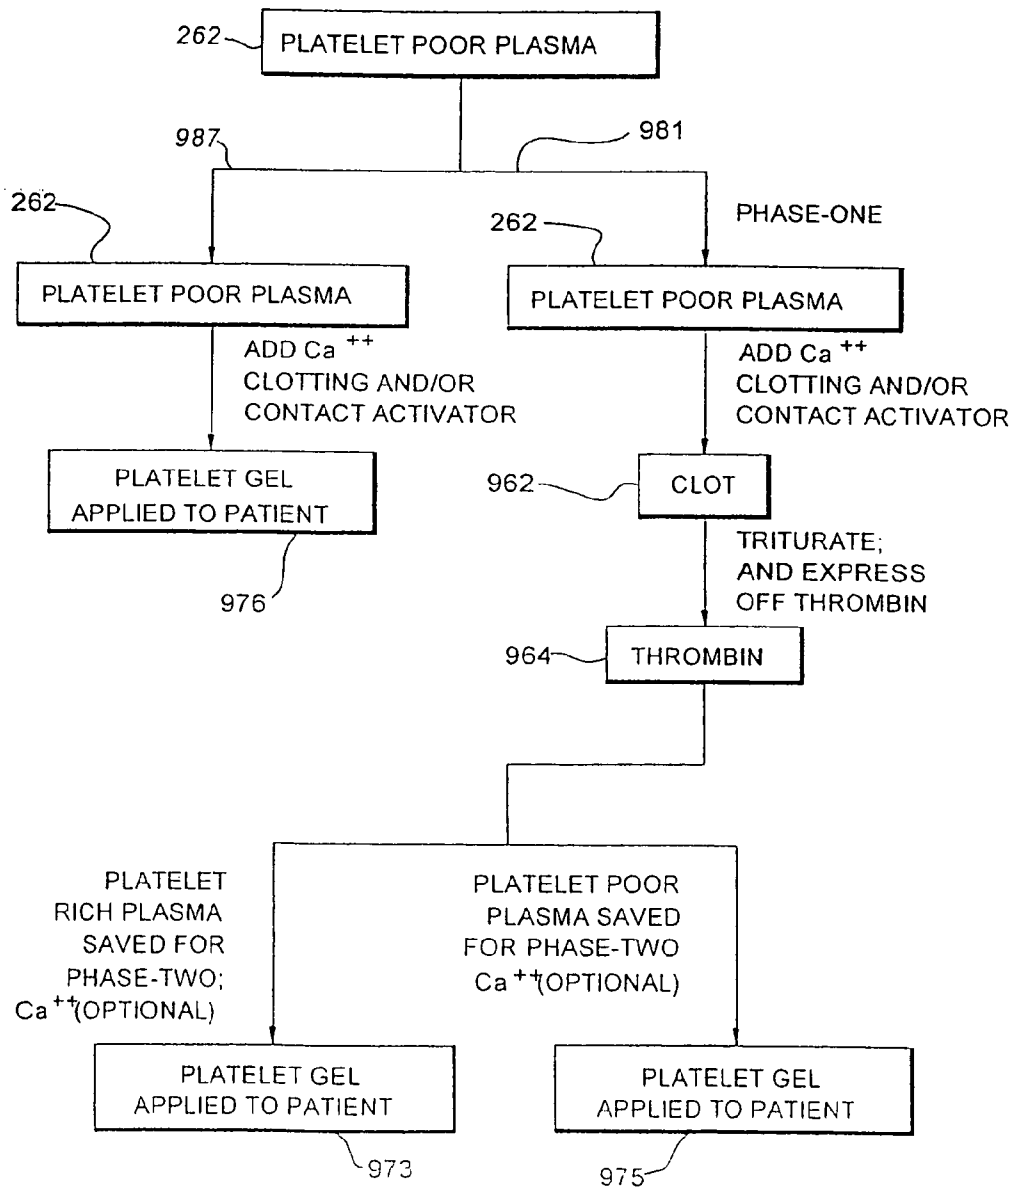 262
PLATELET POOR PLASMA
987
981
262
262
PHASE-ONE
PLATELET POOR PLASMA
PLATELET POOR PLASMA
ADD Ca ++
CLOTTING AND/OR
CONTACT ACTIVATOR
ADD Ca ++
CLOTTING AND/OR
CONTACT ACTIVATOR
PLATELET GEL
APPLIED TO PATIENT
976
962
CLOT
TRITURATE;
AND EXPRESS
OFF THROMBIN
964
THROMBIN
PLATELET
RICH PLASMA
SAVED FOR
PHASE-TWO;
Ca ++(OPTIONAL)
PLATELET POOR
PLASMA SAVED
FOR PHASE-TWO
Ca ++(OPTIONAL)
PLATELET GEL
APPLIED TO PATIENT
973
PLATELET GEL
APPLIED TO PATIENT
975